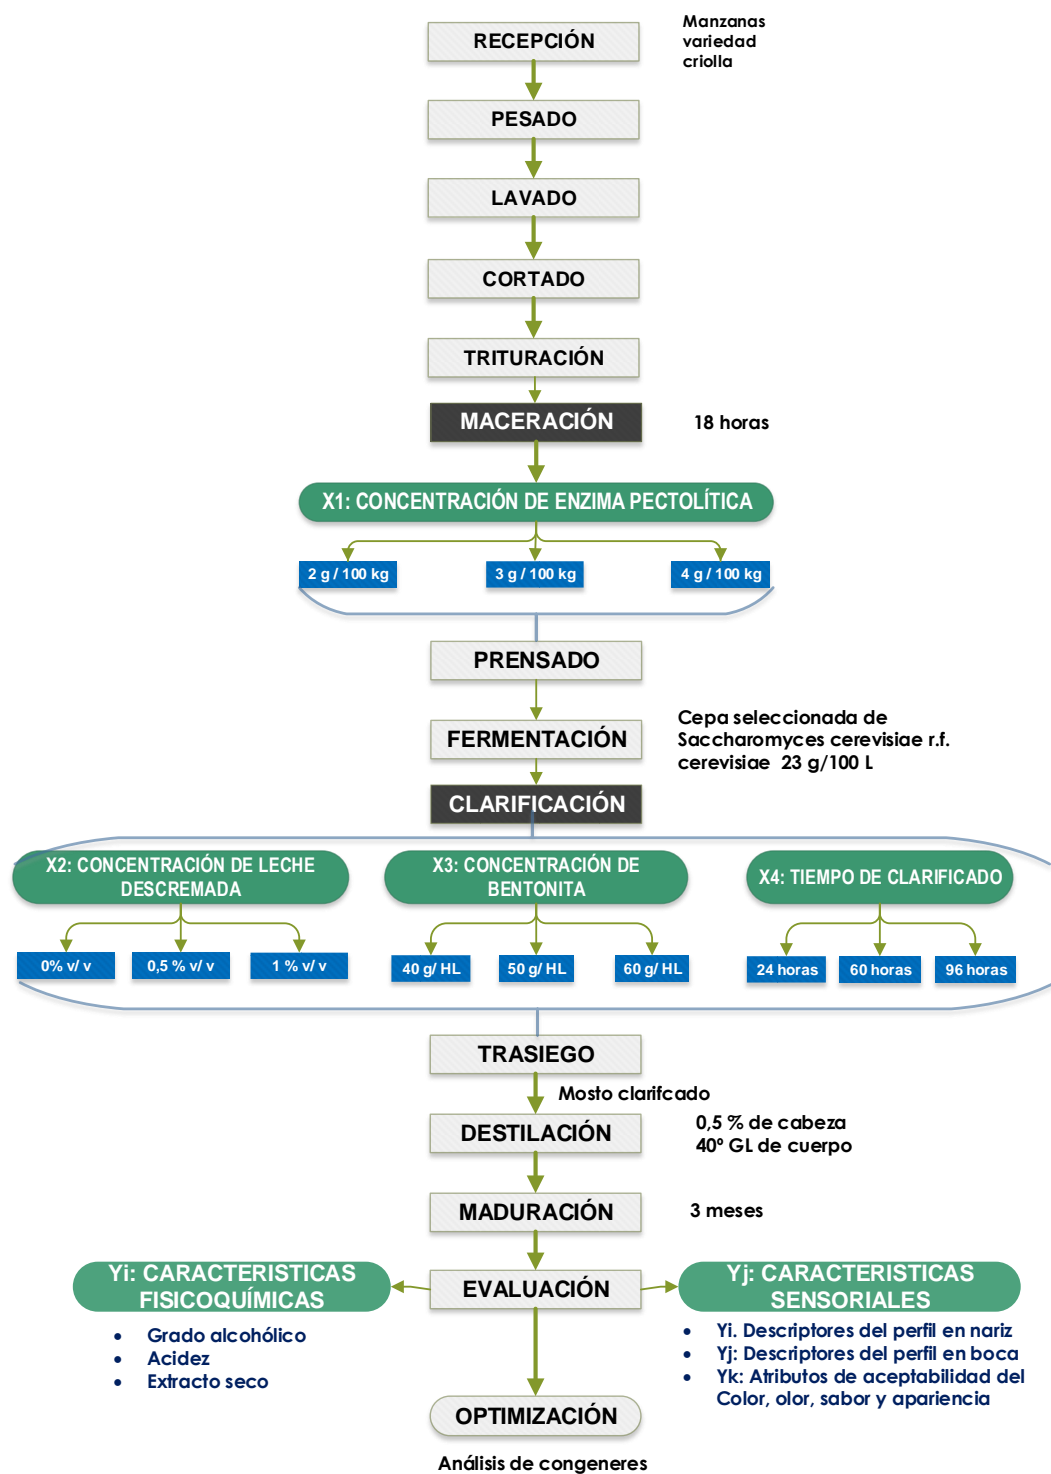 RECEPCIÓN
Manzanas
variedad
criolla
PESADO
LAVADO
CORTADO
TRITURACIÓN
MACERACIÓN
18 horas
X1: CONCENTRACIÓN DE ENZIMA PECTOLÍTICA
2 g / 100 kg
3 g / 100 kg
4 g / 100 kg
PRENSADO
FERMENTACIÓN
Cepa seleccionada de
Saccharomyces cerevisiae r.f.
cerevisiae 23 g/100 L
CLARIFICACIÓN
X2: CONCENTRACIÓN DE LECHE
DESCREMADA
X3: CONCENTRACIÓN DE
BENTONITA
X4: TIEMPO DE CLARIFICADO
0% v/ v
0,5 % v/ v
1 % v/ v
40 g/ HL
50 g/ HL
60 g/ HL
24 horas
60 horas
96 horas
TRASIEGO
Mosto clarifcado
DESTILACIÓN
0,5 % de cabeza
40º GL de cuerpo
MADURACIÓN
3 meses
EVALUACIÓN
Yi: CARACTERISTICAS
FISICOQUÍMICAS
• Grado alcohólico
• Acidez
• Extracto seco
Yj: CARACTERISTICAS
SENSORIALES
• Yi. Descriptores del perfil en nariz
• Yj: Descriptores del perfil en boca
• Yk: Atributos de aceptabilidad del
Color, olor, sabor y apariencia
OPTIMIZACIÓN
Análisis de congeneres